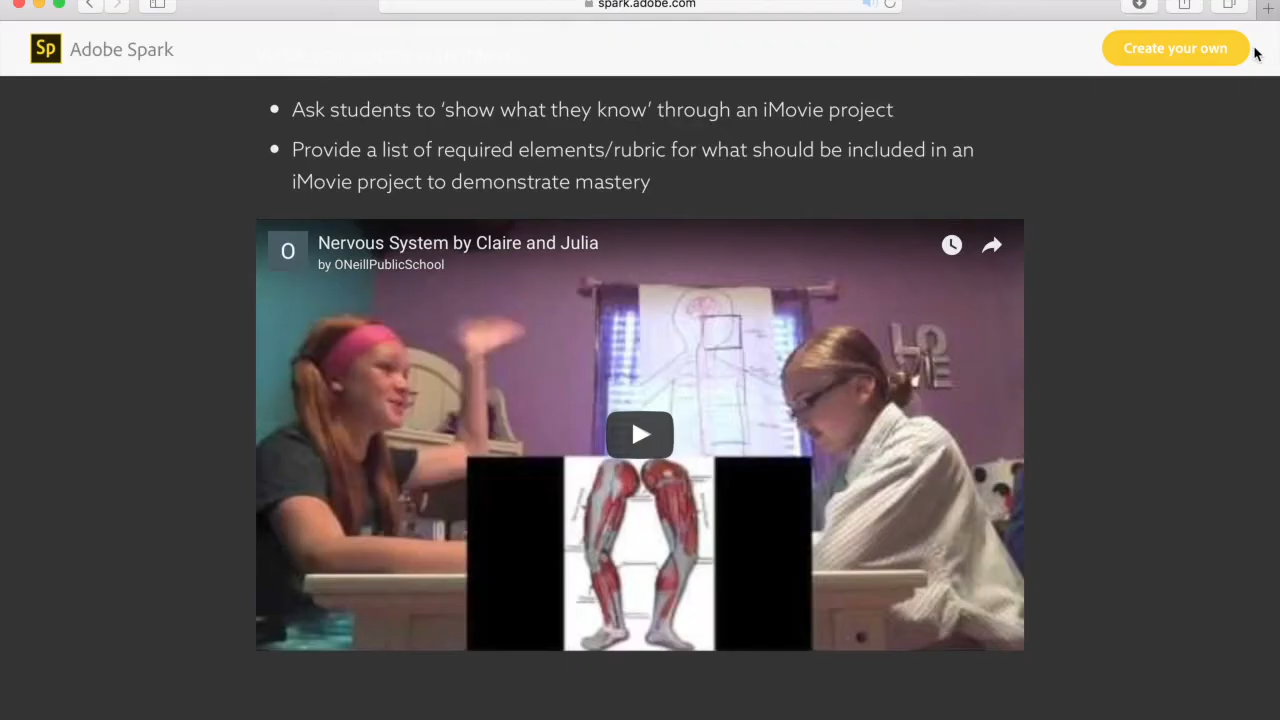 spark.adobe.com
Sp Adobe Spark
Create your own
Ask students to ‘show what they know’ through an iMovie project
Provide a list of required elements/rubric for what should be included in an
iMovie project to demonstrate mastery
O
Nervous System by Claire and Julia
by ONeillPublicSchool
LO
VE